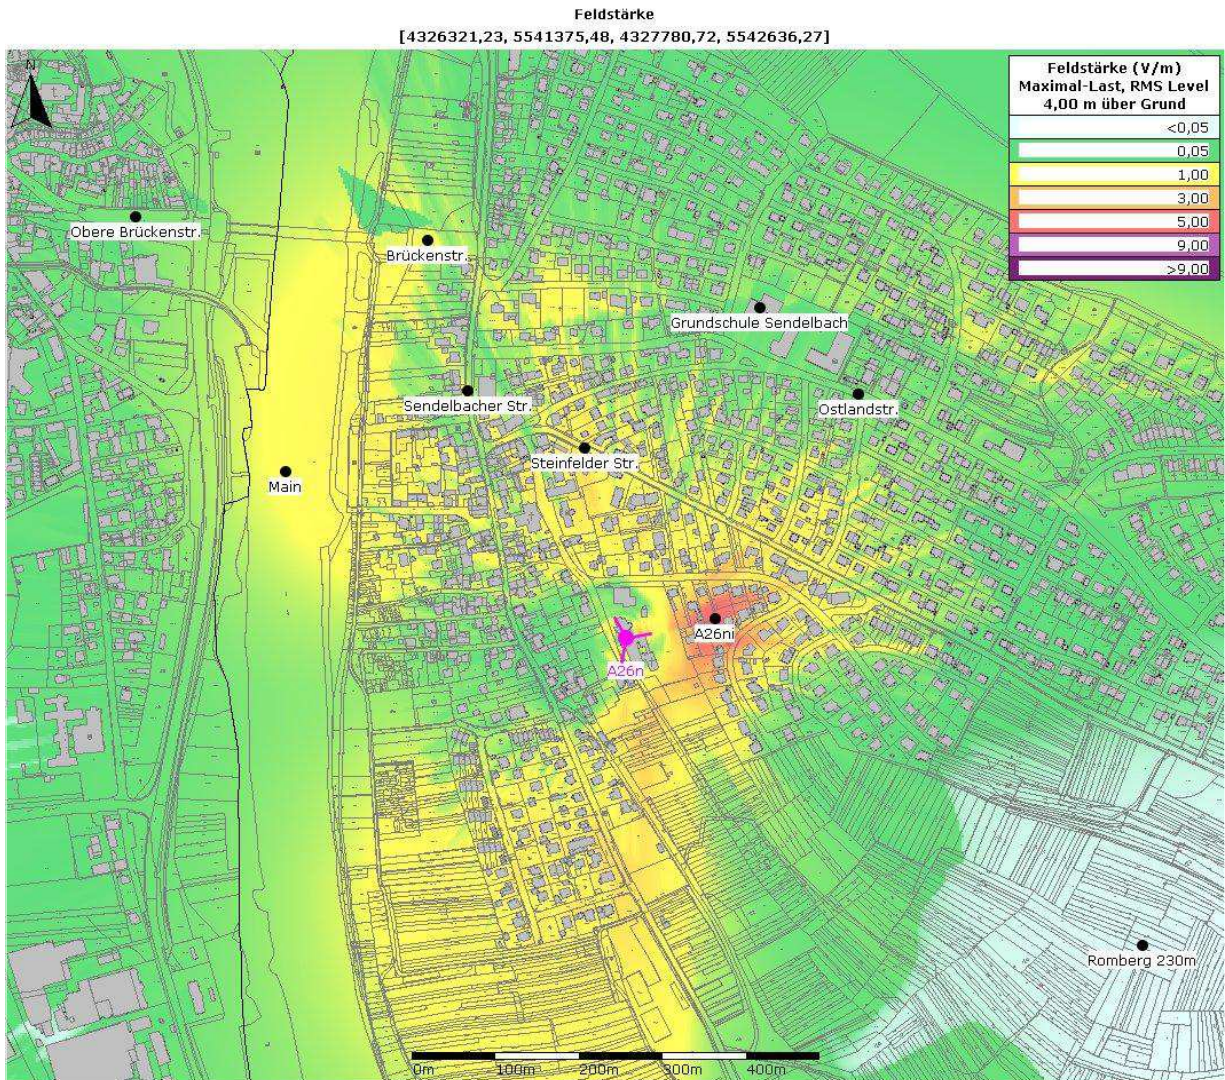 Feldstärke
[4326321,23, 5541375,48, 4327780,72, 5542636,27]
N
Feldstärke (V/m)
Maximal-Last, RMS Level
4,00 m über Grund
<0,05
0,05
1,00
3,00
5,00
9,00
>9,00
Obere Brückenstr.
Brückenstr.
Grundschule Sendelbach
Sendelbacher Str.
Ostlandstr.
Steinfelder Str.
Main
A26ni
A26n
Romberg 230m
0m 100m 200m 300m 400m